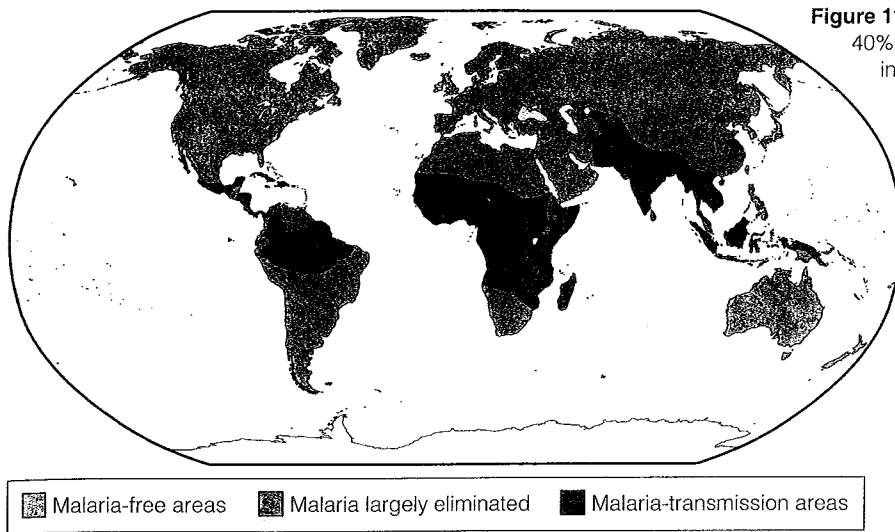 Figure 1
40%
in
Malaria-free areas
Malaria largely eliminated
Malaria-transmission areas